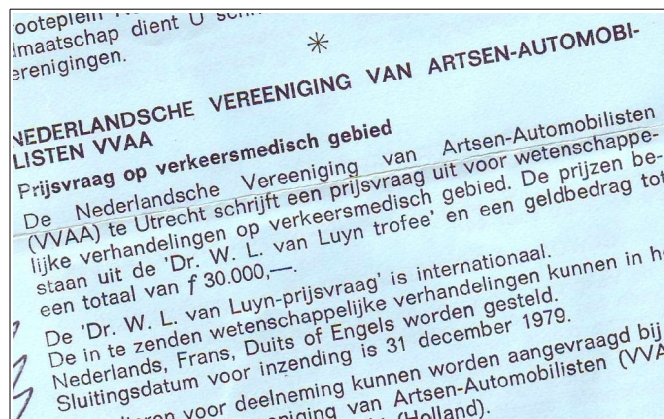 dient U
erenigingen.
*
NEDERLANDSCHE VEREENIGING VAN ARTSEN-AUTOMOBI-
LISTEN VVAA
Prijsvraag op verkeersmedisch gebied
De Nederlandsche Vereeniging van Artsen-Automobilisten
(VVAA) te Utrecht schrijft een prijsvraag uit voor wetenschappe-
lijke verhandelingen op verkeersmedisch gebied. De prijzen be-
staan uit de 'Dr. W. L. van Luyn trofee' en een geldbedrag tot
een totaal van ƒ 30.000,—.
De 'Dr. W. L. van Luyn-prijsvraag' is internationaal.
De in te zenden wetenschappelijke verhandelingen kunnen in
Nederlands, Frans, Duits of Engels worden gesteld.
Sluitingsdatum voor inzending is 31 december 1979.
voor deelneming kunnen worden aangevraagd bij
van Artsen-Automobilisten
(Holland).